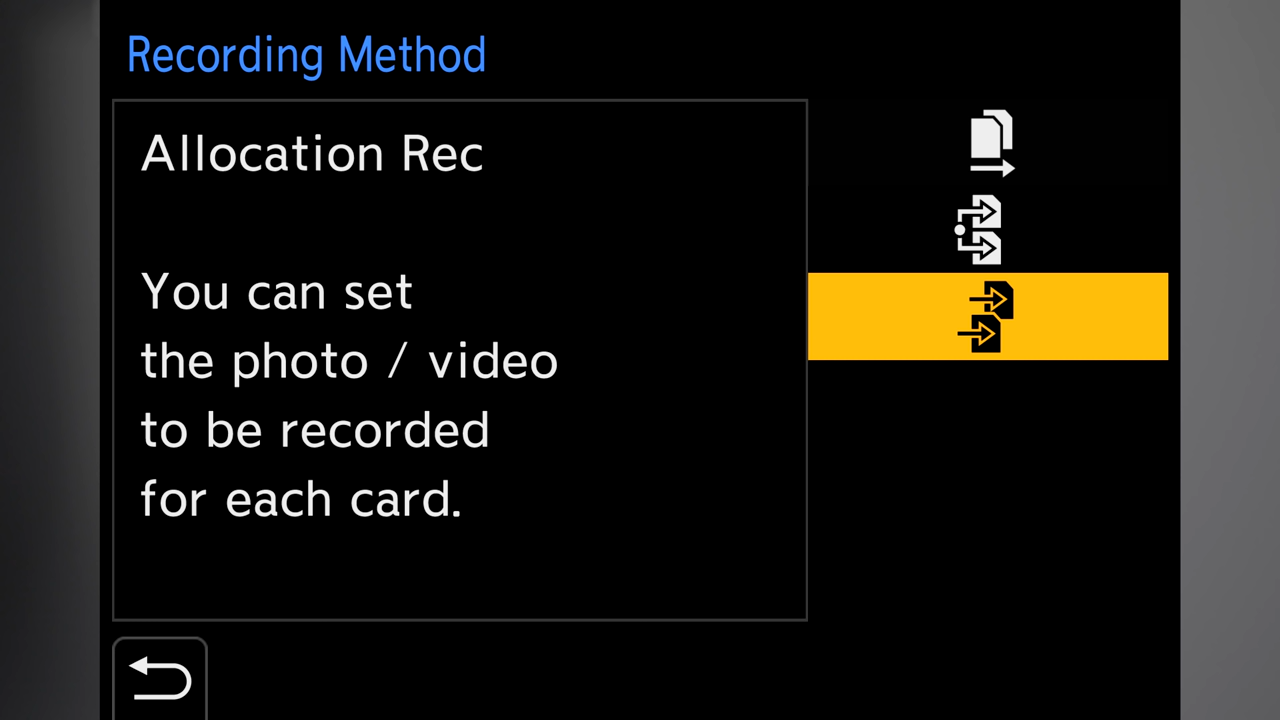 Recording Method
Allocation Rec
You can set
the photo / video
to be recorded
for each card.